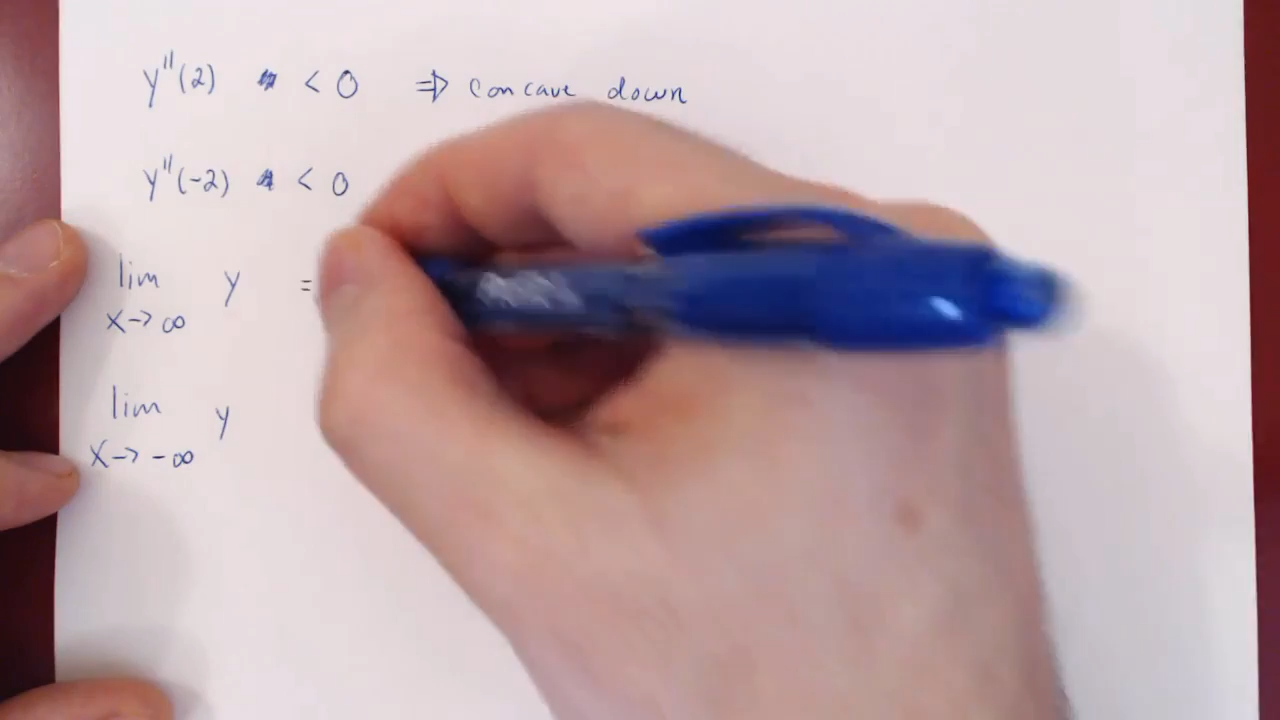 y''(2) < 0 ⇒ concave down
y''(-2) < 0
lim y =
x→∞
lim y
x→ -∞